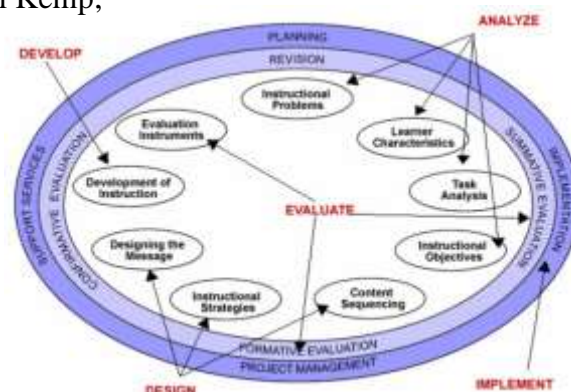 Kemp,
ANALYZE
PLANNING
DEVELOP
REVISION
Instructional
Problems
Evaluation
Instruments
Learner
Characteristics
SUPPORT SERVICES
CONFIRMATIVE EVALUATION
SUMMATIVE EVALUATION
IMPLEMENTATION
Development of
Instruction
Task
Analysis
EVALUATE
Designing the
Message
Instructional
Objectives
Instructional
Strategies
Content
Sequencing
FORMATIVE EVALUATION
PROJECT MANAGEMENT
DESIGN
IMPLEMENT